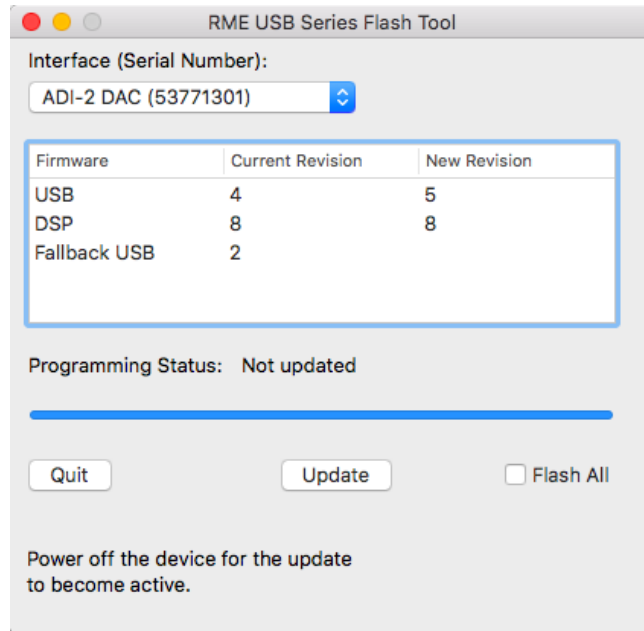 RME USB Series Flash Tool
Interface (Serial Number):
ADI-2 DAC (53771301)
Firmware Current Revision New Revision
USB 4 5
DSP 8 8
Fallback USB 2
Programming Status: Not updated
Quit Update Flash All
Power off the device for the update
to become active.